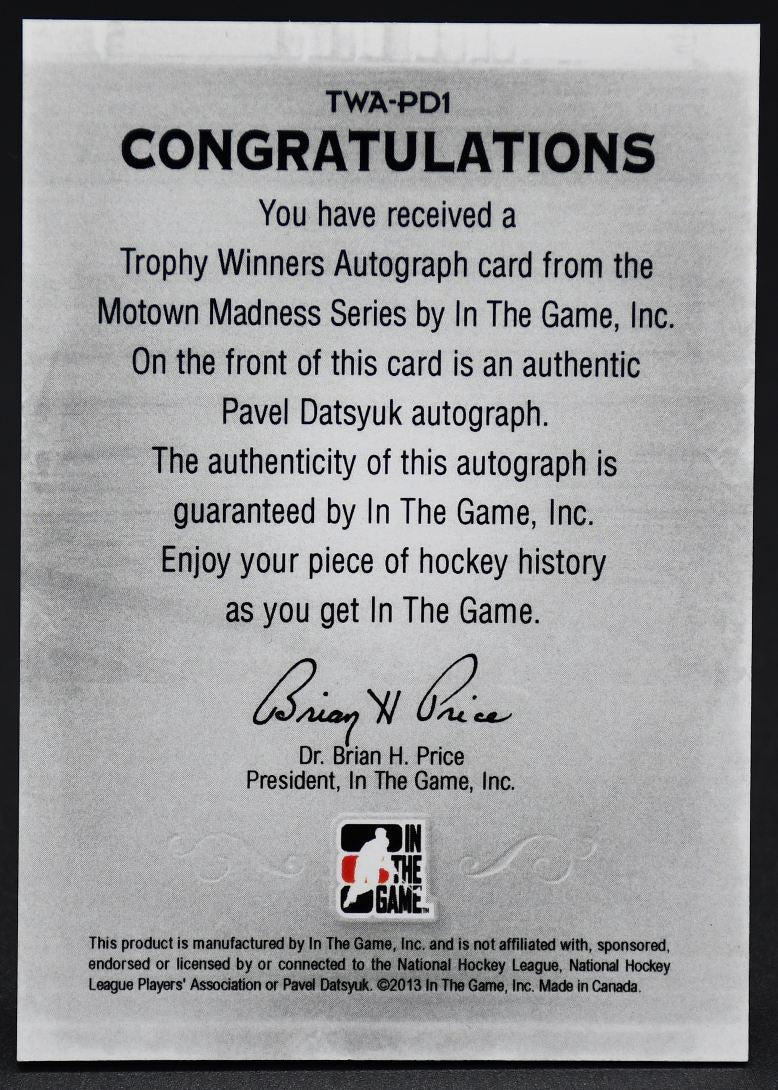 TWA-PD1
CONGRATULATIONS
You have received a
Trophy Winners Autograph card from the
Motown Madness Series by In The Game, Inc.
On the front of this card is an authentic
Pavel Datsyuk autograph.
The authenticity of this autograph is
guaranteed by In The Game, Inc.
Enjoy your piece of hockey history
as you get In The Game.
Brian H Price
Dr. Brian H. Price
President, In The Game, Inc.
IN
THE
GAME™
This product is manufactured by In The Game, Inc. and is not affiliated with, sponsored,
endorsed or licensed by or connected to the National Hockey League, National Hockey
League Players' Association or Pavel Datsyuk. ©2013 In The Game, Inc. Made in Canada.